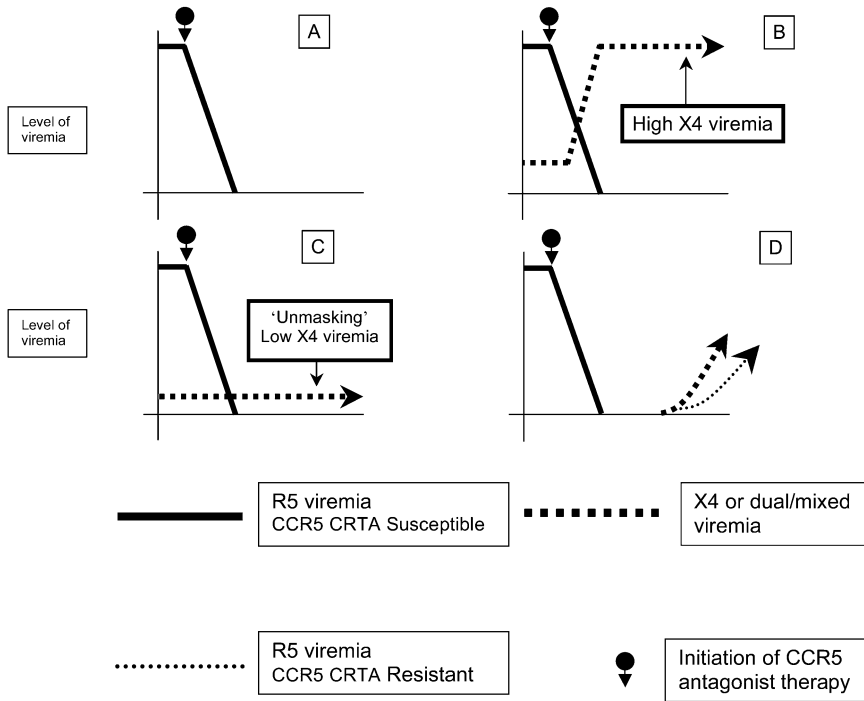 A
B
Level of
viremia
High X4 viremia
C
D
Level of
viremia
‘Unmasking’
Low X4 viremia
R5 viremia
CCR5 CRTA Susceptible
X4 or dual/mixed
viremia
R5 viremia
CCR5 CRTA Resistant
Initiation of CCR5
antagonist therapy